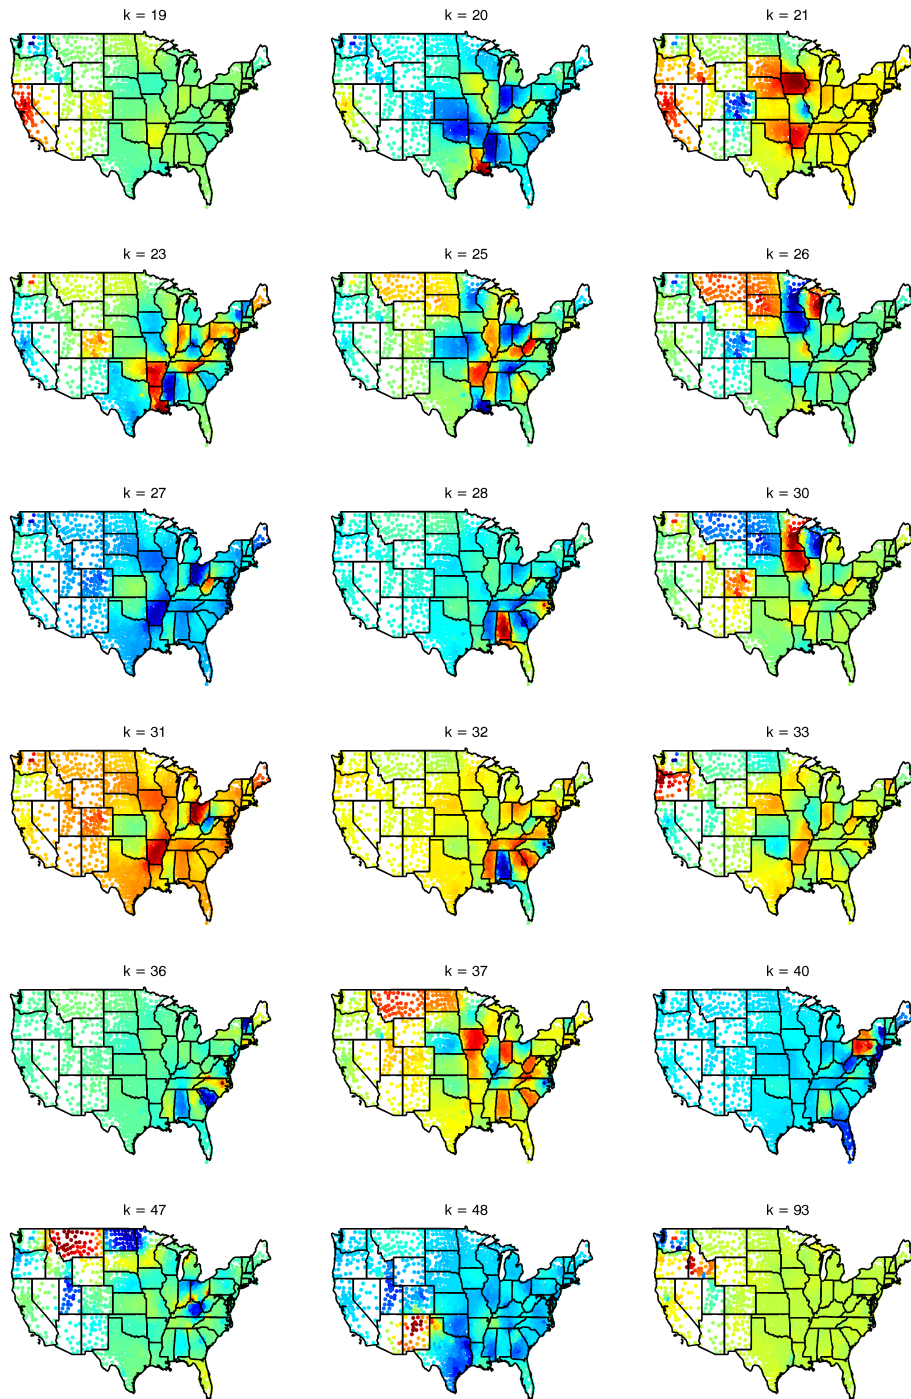 k = 19
k = 20
k = 21
k = 23
k = 25
k = 26
k = 27
k = 28
k = 30
k = 31
k = 32
k = 33
k = 36
k = 37
k = 40
k = 47
k = 48
k = 93